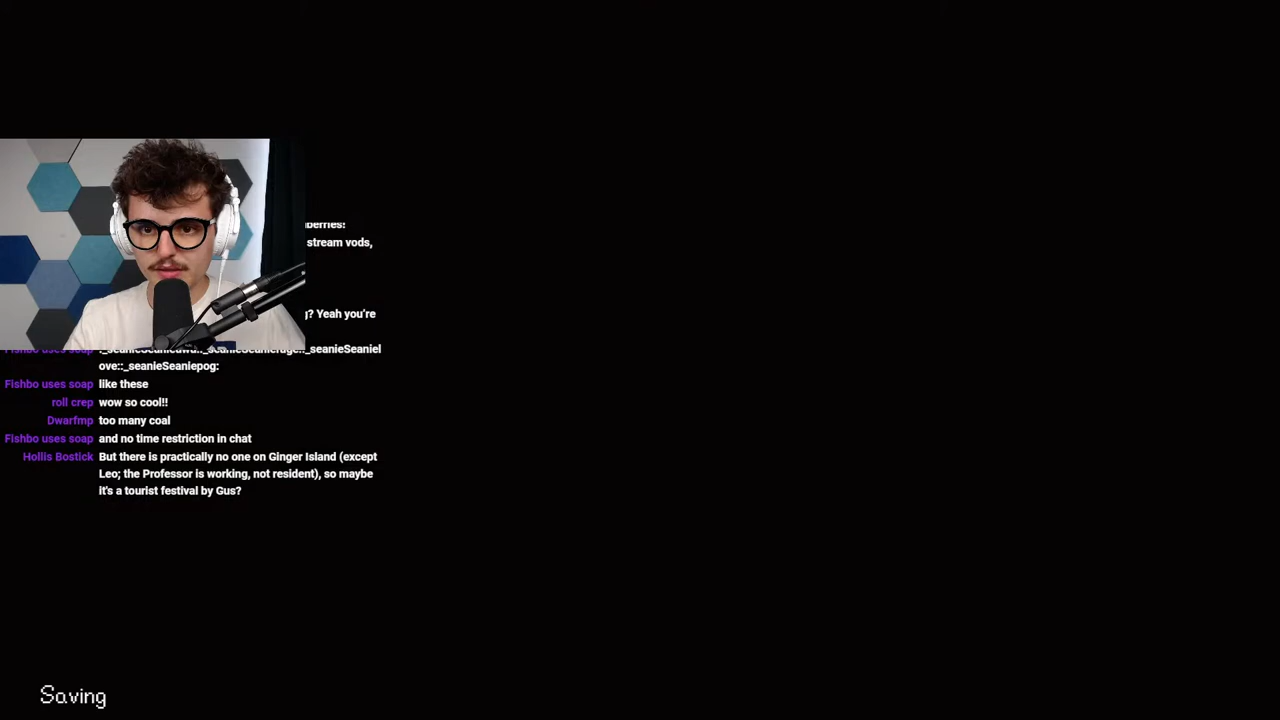 stream vods,
? Yeah you're
Fishbo uses soap
ove::_seanieSeaniepog:
Fishbo uses soap like these
roll crep wow so cool!!
Dwarfmp too many coal
Fishbo uses soap and no time restriction in chat
Hollis Bostick But there is practically no one on Ginger Island (except
Leo; the Professor is working, not resident), so maybe
it's a tourist festival by Gus?
Saving